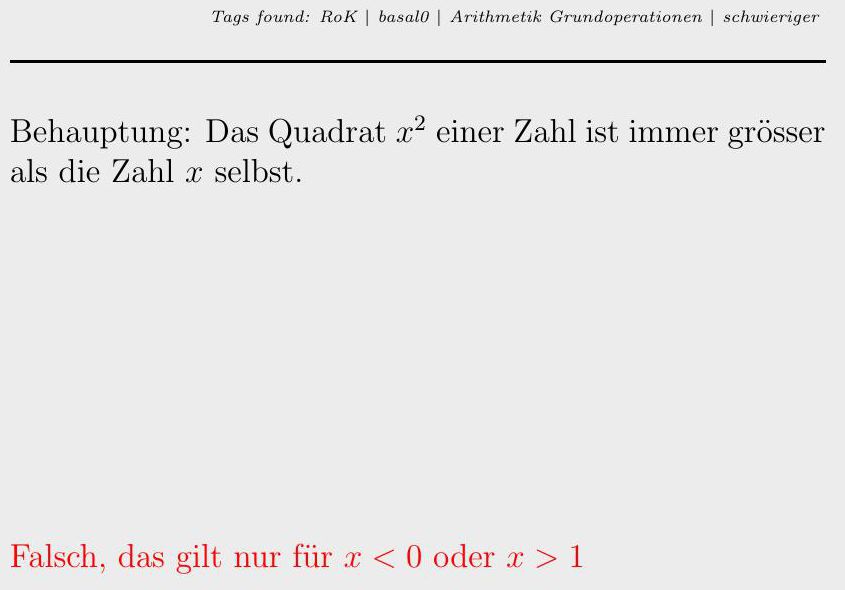 Tags found: RoK | basal0 | Arithmetik Grundoperationen | schwieriger
Behauptung: Das Quadrat x² einer Zahl ist immer grösser
als die Zahl x selbst.
Falsch, das gilt nur für x < 0 oder x > 1